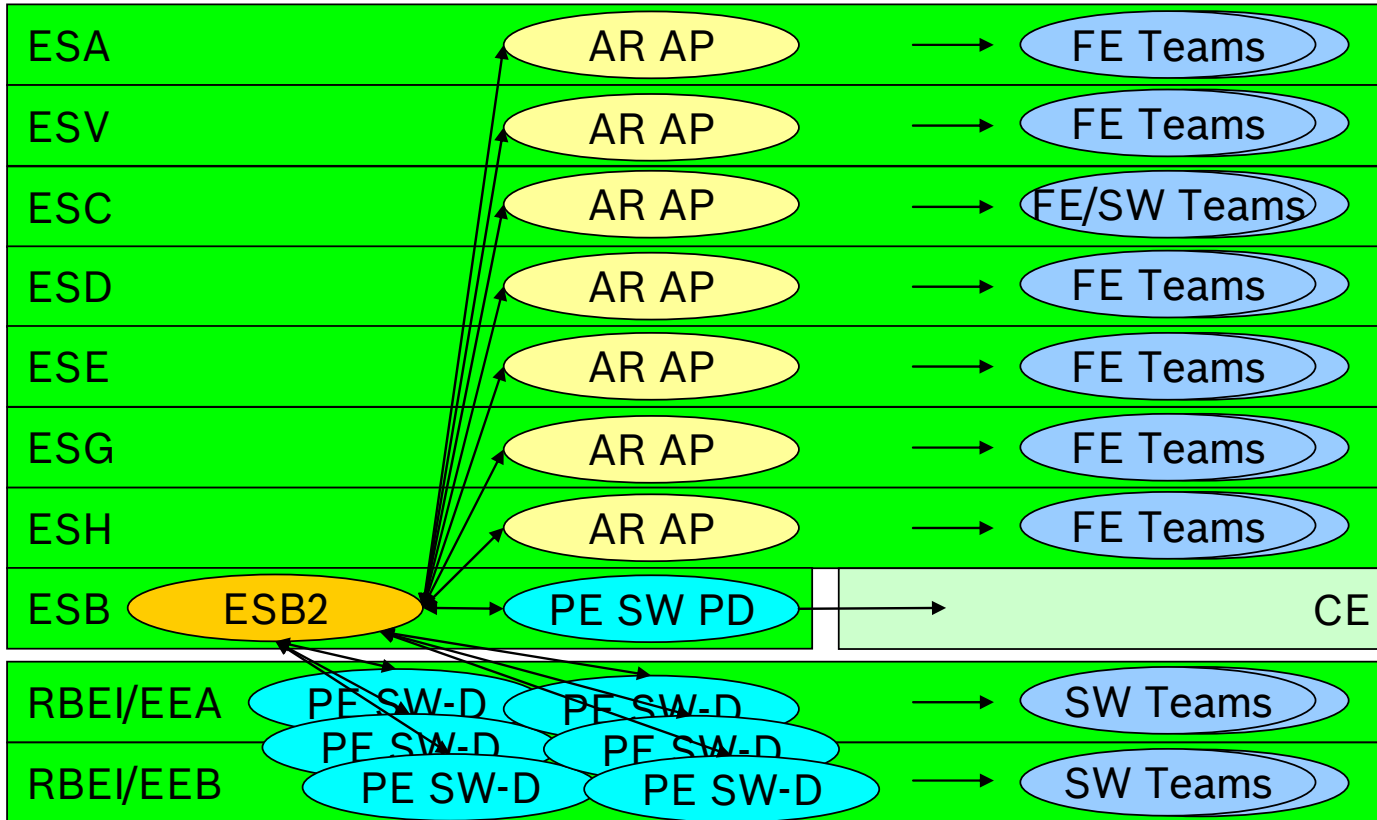 ESA AR AP FE Teams
ESV AR AP FE Teams
ESC AR AP FE/SW Teams
ESD AR AP FE Teams
ESE AR AP FE Teams
ESG AR AP FE Teams
ESH AR AP FE Teams
ESB ESB2 PE SW PD CE
RBEI/EEA PE SW-D PE SW-D SW Teams
PE SW-D PE SW-D
RBEI/EEB PE SW-D PE SW-D SW Teams